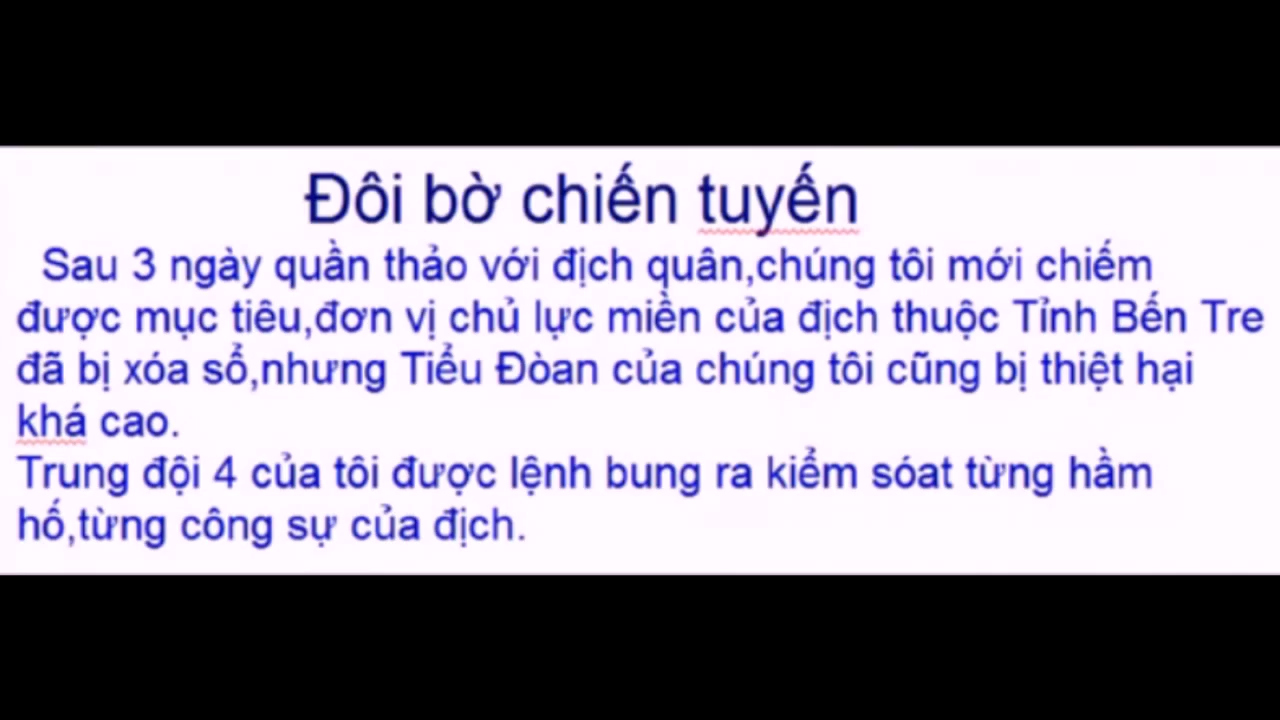 Đôi bờ chiến tuyến
Sau 3 ngày quần thảo với địch quân,chúng tôi mới chiếm
được mục tiêu,đơn vị chủ lực miền của địch thuộc Tỉnh Bến Tre
đã bị xóa sổ,nhưng Tiểu Đòan của chúng tôi cũng bị thiệt hại
khá cao.
Trung đội 4 của tôi được lệnh bung ra kiểm sóat từng hầm
hố,từng công sự của địch.